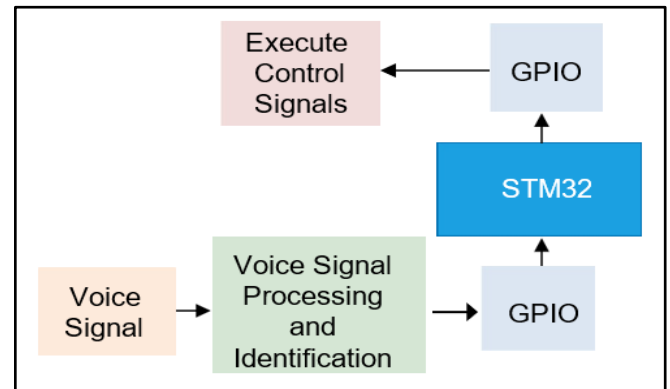 Execute
Control
Signals
GPIO
STM32
Voice
Signal
Voice Signal
Processing
and
Identification
GPIO